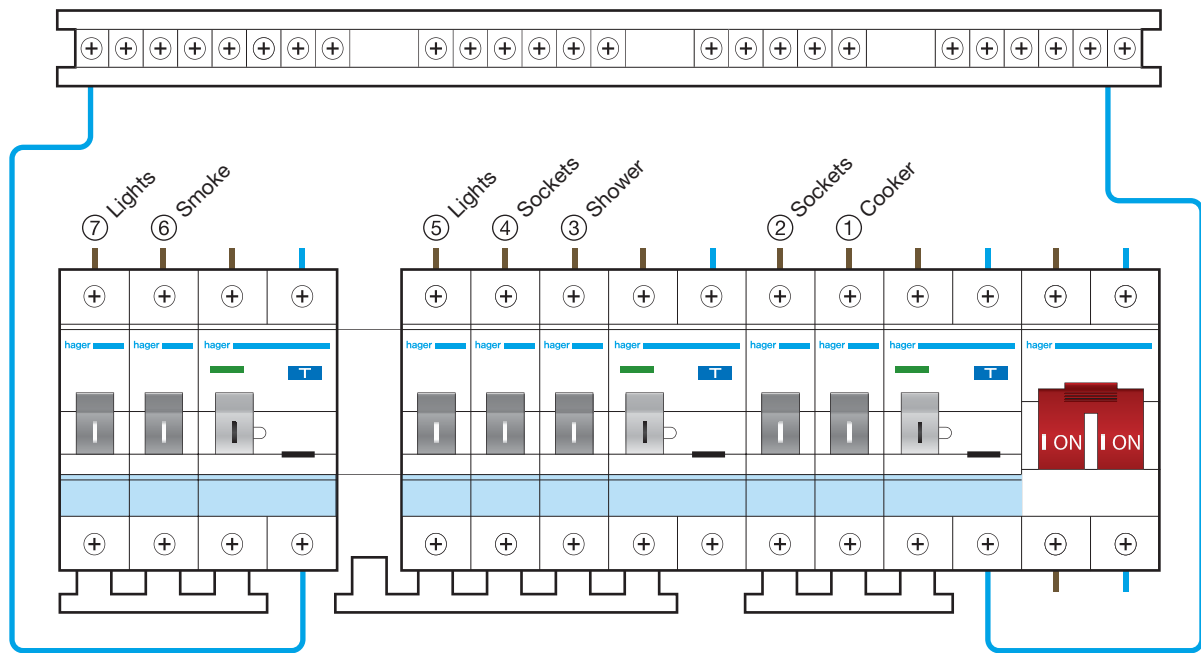 ⑦ Lights
⑥ Smoke
⑤ Lights
④ Sockets
③ Shower
② Sockets
① Cooker
hager
hager
hager
hager
hager
hager
hager
hager
hager
hager
hager
T
T
T
I ON
I ON